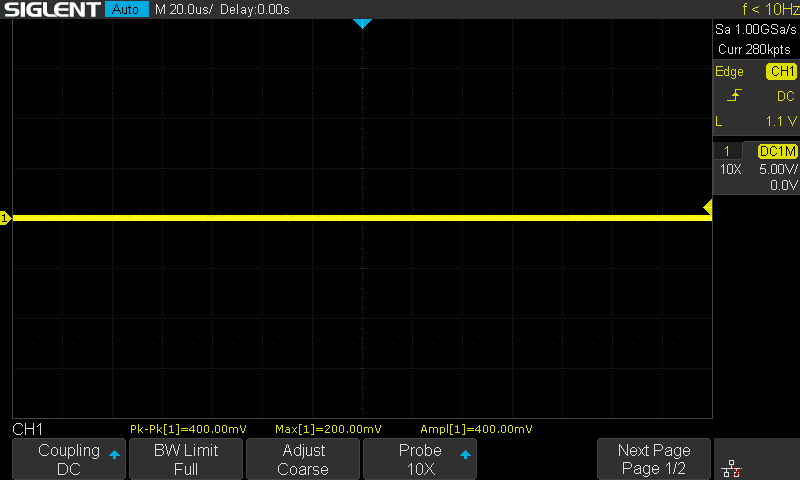 SIGLENT Auto M 20.0us/ Delay:0.00s f < 10Hz
Sa 1.00GSa/s
Curr 280kpts
Edge CH1
DC
L 1.1 V
1 DC1M
10X 5.00V/
0.0V
1
CH1 Pk-Pk[1]=400.00mV Max[1]=200.00mV Ampl[1]=400.00mV
Coupling BW Limit Adjust Probe Next Page
DC Full Coarse 10X Page 1/2